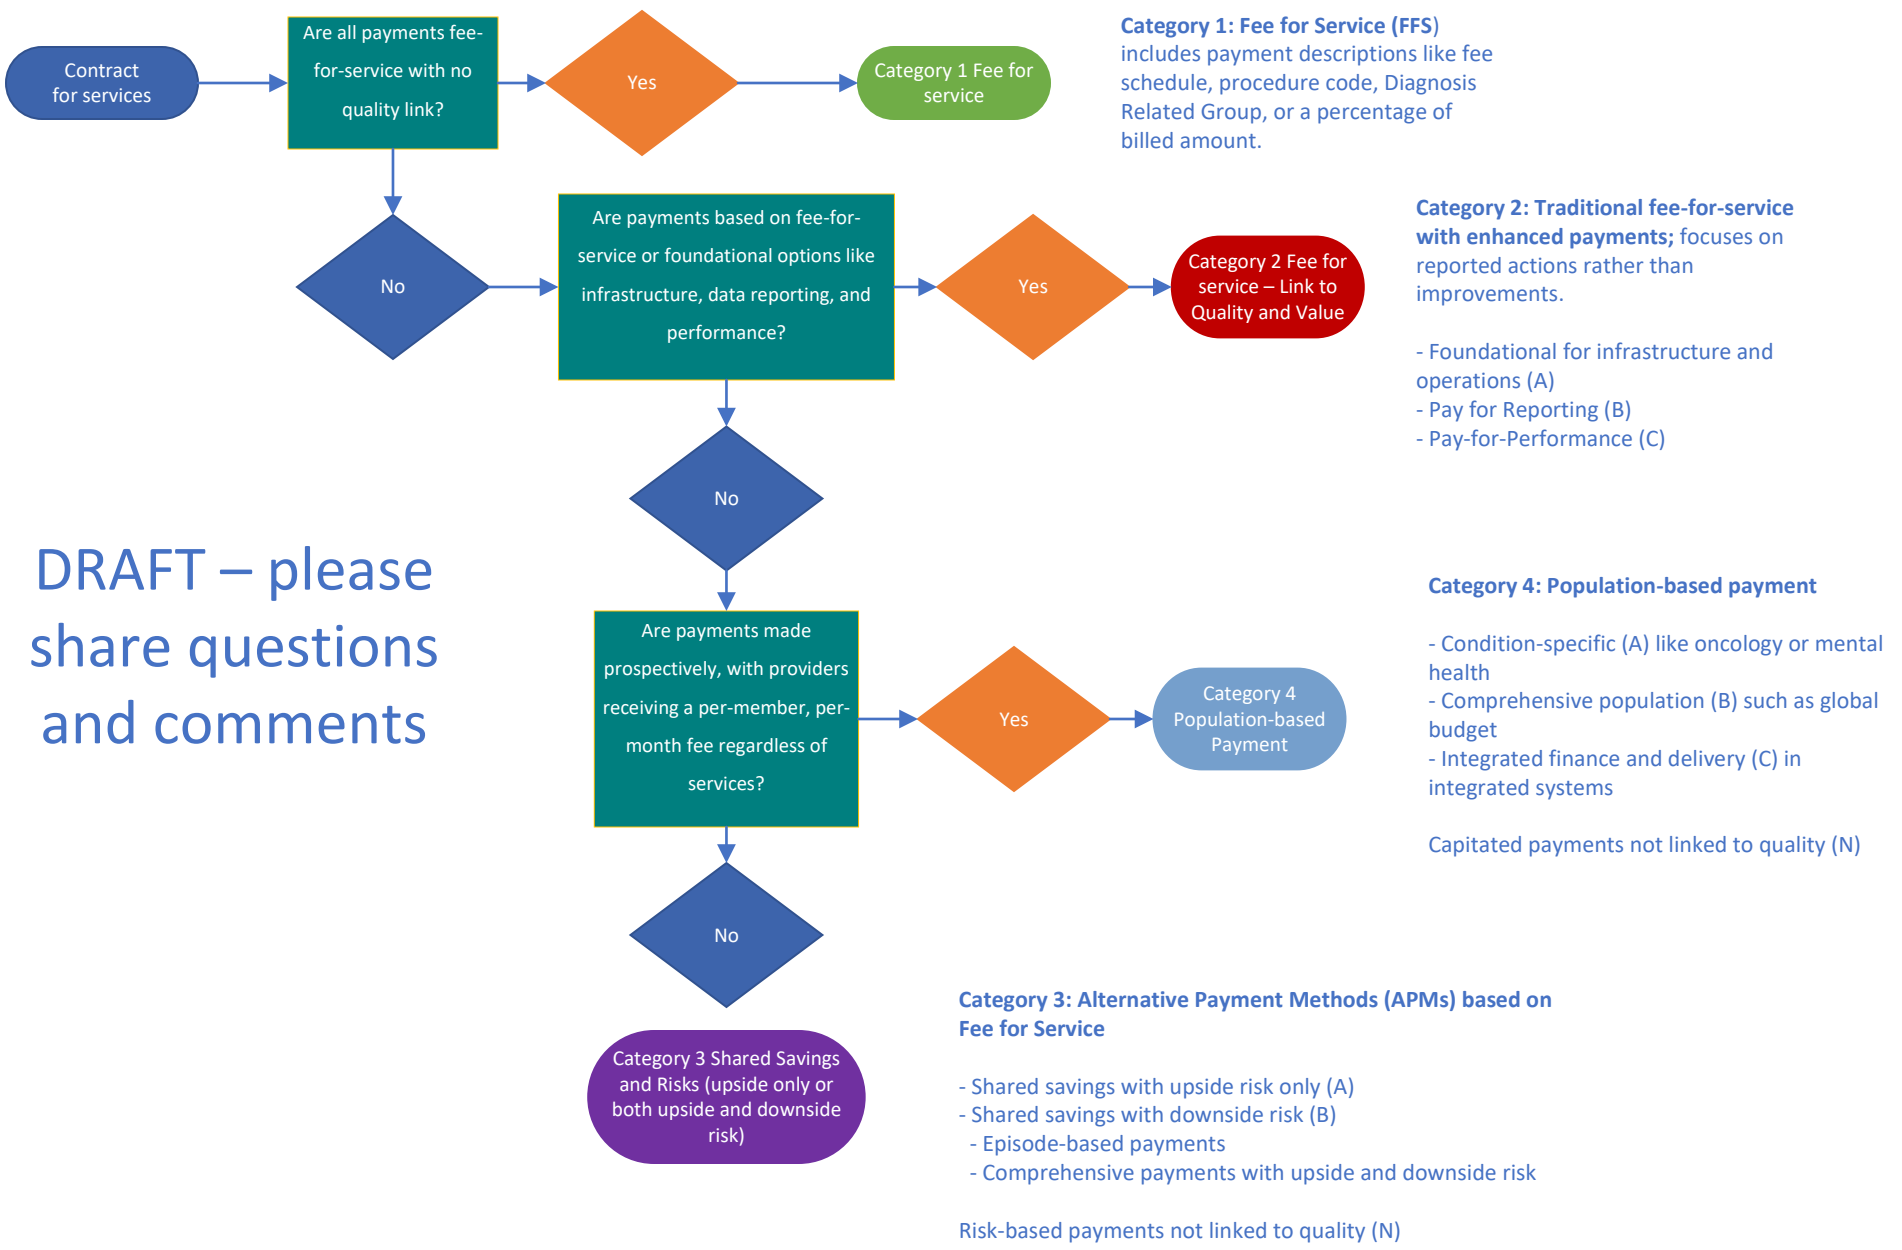 Contract
for services
Are all payments fee-
for-service with no
quality link?
Yes
Category 1 Fee for
service
Category 1: Fee for Service (FFS)
includes payment descriptions like fee
schedule, procedure code, Diagnosis
Related Group, or a percentage of
billed amount.
No
Are payments based on fee-for-
service or foundational options like
infrastructure, data reporting, and
performance?
Yes
Category 2 Fee for
service – Link to
Quality and Value
Category 2: Traditional fee-for-service
with enhanced payments; focuses on
reported actions rather than
improvements.
- Foundational for infrastructure and
operations (A)
- Pay for Reporting (B)
- Pay-for-Performance (C)
No
DRAFT – please
share questions
and comments
Are payments made
prospectively, with providers
receiving a per-member, per-
month fee regardless of
services?
Yes
Category 4
Population-based
Payment
Category 4: Population-based payment
- Condition-specific (A) like oncology or mental
health
- Comprehensive population (B) such as global
budget
- Integrated finance and delivery (C) in
integrated systems
Capitated payments not linked to quality (N)
No
Category 3 Shared Savings
and Risks (upside only or
both upside and downside
risk)
Category 3: Alternative Payment Methods (APMs) based on
Fee for Service
- Shared savings with upside risk only (A)
- Shared savings with downside risk (B)
- Episode-based payments
- Comprehensive payments with upside and downside risk
Risk-based payments not linked to quality (N)